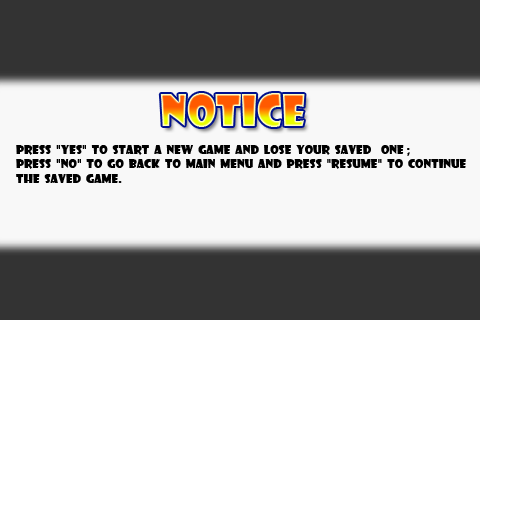 NOTICE
PRESS "YES" TO START A NEW GAME AND LOSE YOUR SAVED ONE;
PRESS "NO" TO GO BACK TO MAIN MENU AND PRESS "RESUME" TO CONTINUE
THE SAVED GAME.